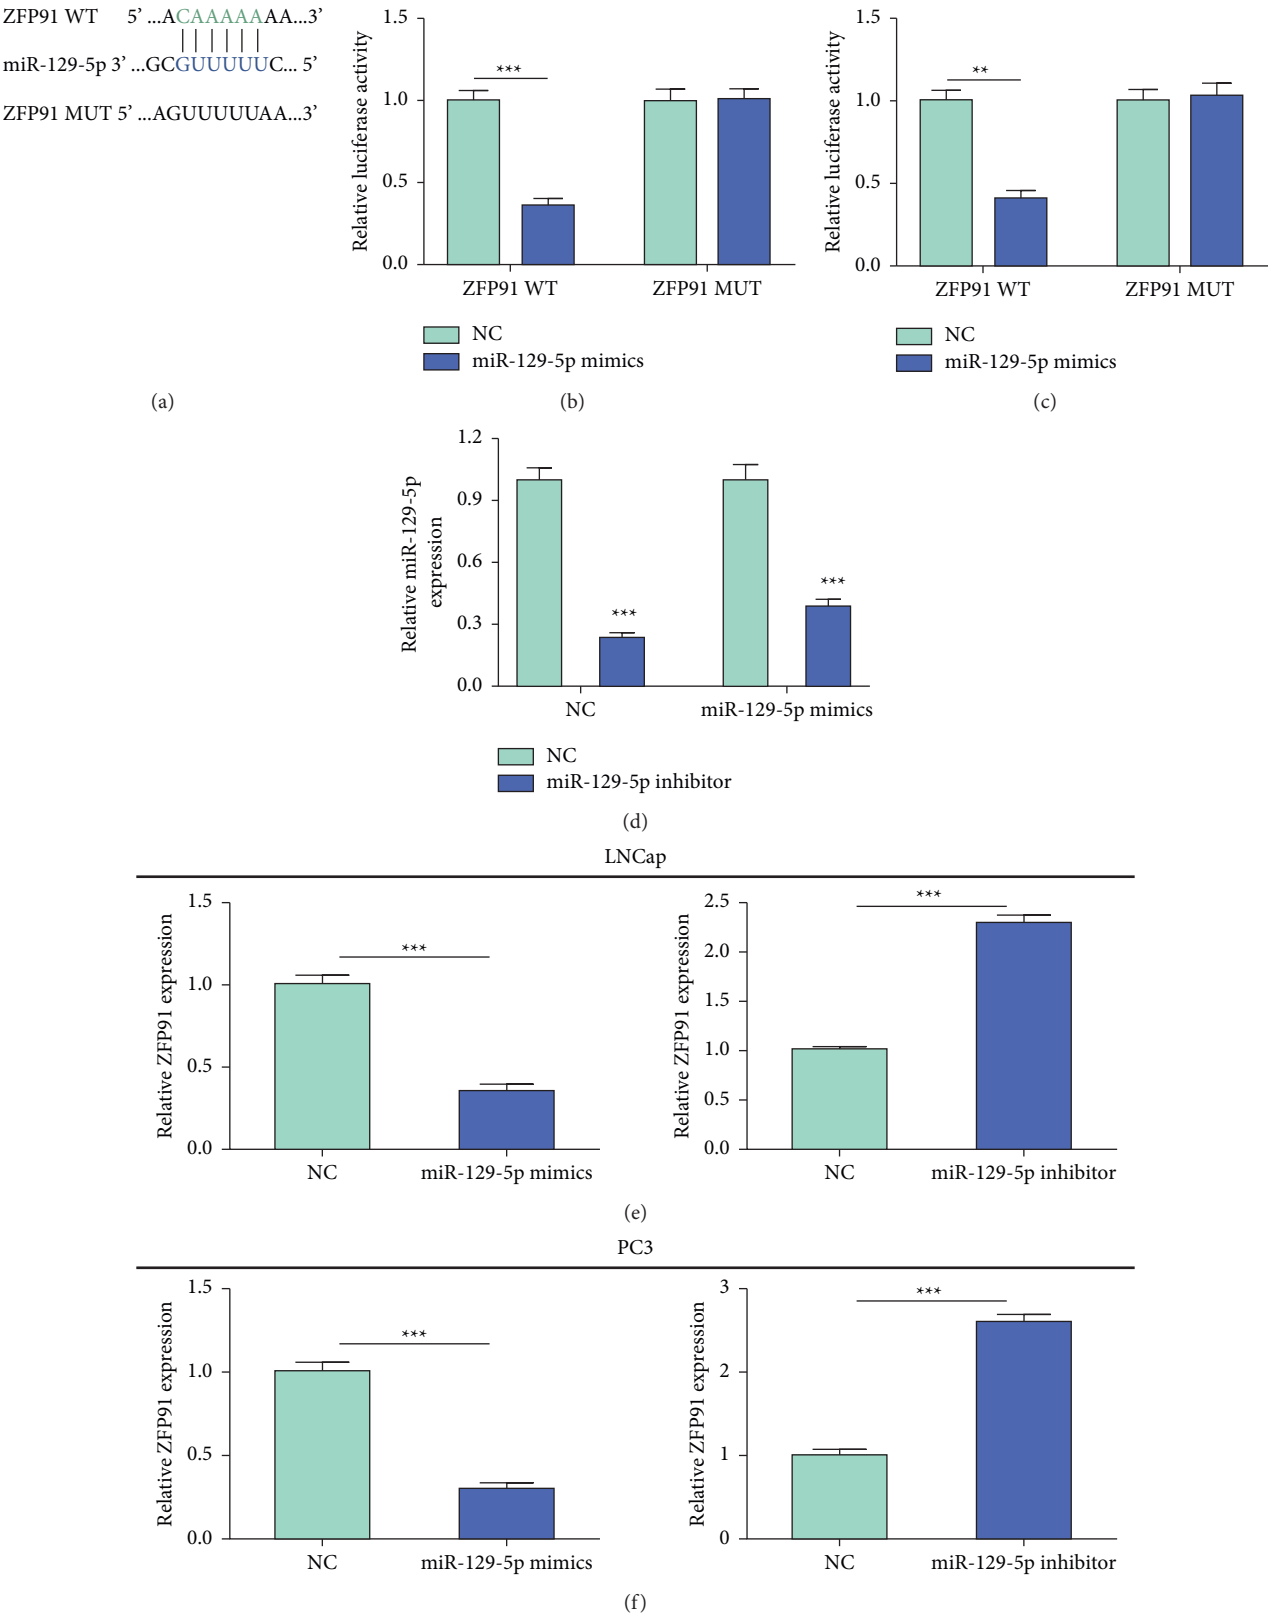 ZFP91 WT 5’ ...ACAAAAAAA...3’
miR-129-5p 3’ ...GCGUUUUUC... 5’
ZFP91 MUT 5’ ...AGUUUUUAA...3’
(a)
Relative luciferase activity
1.5
1.0
0.5
0.0
***
ZFP91 WT
ZFP91 MUT
NC
miR-129-5p mimics
(b)
Relative luciferase activity
1.5
1.0
0.5
0.0
**
ZFP91 WT
ZFP91 MUT
NC
miR-129-5p mimics
(c)
Relative miR-129-5p
expression
1.2
0.9
0.6
0.3
0.0
***
***
NC
miR-129-5p mimics
NC
miR-129-5p inhibitor
(d)
LNCap
Relative ZFP91 expression
1.5
1.0
0.5
0.0
***
NC
miR-129-5p mimics
Relative ZFP91 expression
2.5
2.0
1.5
1.0
0.5
0.0
***
NC
miR-129-5p inhibitor
(e)
PC3
Relative ZFP91 expression
1.5
1.0
0.5
0.0
***
NC
miR-129-5p mimics
Relative ZFP91 expression
3
2
1
0
***
NC
miR-129-5p inhibitor
(f)